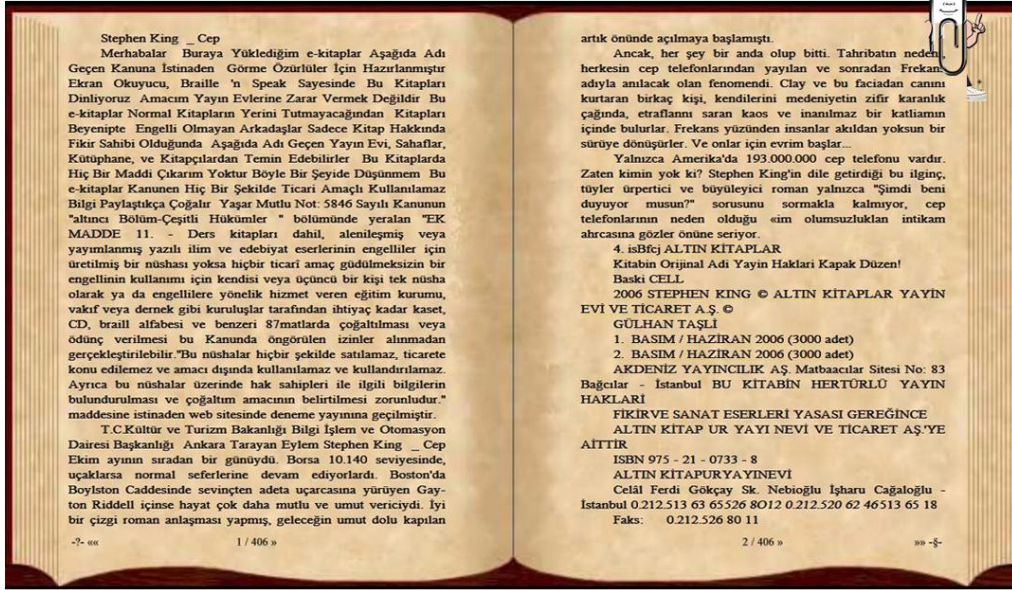 Stephen King _ Cep
Merhabalar Buraya Yüklediğim e-kitaplar Aşağıda Adı
Geçen Kanuna İstinaden Görme Özürlüler İçin Hazırlanmıştır
Ekran Okuyucu, Braille 'n Speak Sayesinde Bu Kitapları
Dinliyoruz Amacım Yayın Evlerine Zarar Vermek Değildir Bu
e-kitaplar Normal Kitapların Yerini Tutmayacağından Kitapları
Beyenipte Engelli Olmayan Arkadaşlar Sadece Kitap Hakkında
Fikir Sahibi Olduğunda Aşağıda Adı Geçen Yayın Evi, Sahaflar,
Kütüphane, ve Kitapçılardan Temin Edebilirler Bu Kitaplarda
Hiç Bir Maddi Çıkarım Yoktur Böyle Bir Şeyide Düşünmem Bu
e-kitaplar Kanunen Hiç Bir Şekilde Ticari Amaçlı Kullanılamaz
Bilgi Paylaştıkça Çoğalır Yaşar Mutlu Not: 5846 Sayılı Kanunun
"altıncı Bölüm-Çeşitli Hükümler " bölümünde yeralan "EK
MADDE 11. - Ders kitapları dahil, alenileşmiş veya
yayımlanmış yazılı ilim ve edebiyat eserlerinin engelliler için
üretilmiş bir nüshası yoksa hiçbir ticarî amaç güdülmeksizin bir
engellinin kullanımı için kendisi veya üçüncü bir kişi tek nüsha
olarak ya da engellilere yönelik hizmet veren eğitim kurumu,
vakıf veya dernek gibi kuruluşlar tarafından ihtiyaç kadar kaset,
CD, braill alfabesi ve benzeri 87matlarda çoğaltılması veya
ödünç verilmesi bu Kanunda öngörülen izinler alınmadan
gerçekleştirilebilir."Bu nüshalar hiçbir şekilde satılamaz, ticarete
konu edilemez ve amacı dışında kullanılamaz ve kullandırılamaz.
Ayrıca bu nüshalar üzerinde hak sahipleri ile ilgili bilgilerin
bulundurulması ve çoğaltım amacının belirtilmesi zorunludur."
maddesine istinaden web sitesinde deneme yayınına geçilmiştir.
T.C.Kültür ve Turizm Bakanlığı Bilgi İşlem ve Otomasyon
Dairesi Başkanlığı Ankara Tarayan Eylem Stephen King _ Cep
Ekim ayının sıradan bir günüydü. Borsa 10.140 seviyesinde,
uçaklarsa normal seferlerine devam ediyorlardı. Boston'da
Boylston Caddesinde sevinçten adeta uçarcasına yürüyen Gay-
ton Riddell içinse hayat çok daha mutlu ve umut vericiydi. İyi
bir çizgi roman anlaşması yapmış, geleceğin umut dolu kapılan
-?- «« 1 / 406 »
artık önünde açılmaya başlamıştı.
Ancak, her şey bir anda olup bitti. Tahribatın nedeni,
herkesin cep telefonlarından yayılan ve sonradan Frekans
adıyla anılacak olan fenomendi. Clay ve bu faciadan canını
kurtaran birkaç kişi, kendilerini medeniyetin zifir karanlık
çağında, etraflannı saran kaos ve inanılmaz bir katliamın
içinde bulurlar. Frekans yüzünden insanlar akıldan yoksun bir
sürüye dönüşürler. Ve onlar için evrim başlar...
Yalnızca Amerika'da 193.000.000 cep telefonu vardır.
Zaten kimin yok ki? Stephen King'in dile getirdiği bu ilginç,
tüyler ürpertici ve büyüleyici roman yalnızca "Şimdi beni
duyuyor musun?" sorusunu sormakla kalmıyor, cep
telefonlarının neden olduğu «im olumsuzluklan intikam
ahrcasına gözler önüne seriyor.
4. isBfcj ALTIN KİTAPLAR
Kitabin Orijinal Adi Yayin Haklari Kapak Düzen!
Baski CELL
2006 STEPHEN KING © ALTIN KİTAPLAR YAYİN
EVİ VE TİCARET A.Ş. ©
GÜLHAN TAŞLİ
1. BASIM / HAZİRAN 2006 (3000 adet)
2. BASIM / HAZİRAN 2006 (3000 adet)
AKDENİZ YAYINCILIK AŞ. Matbaacılar Sitesi No: 83
Bağcılar - İstanbul BU KİTABİN HERTÜRLÜ YAYIN
HAKLARİ
FİKİRVE SANAT ESERLERİ YASASI GEREĞİNCE
ALTIN KİTAP UR YAYI NEVİ VE TİCARET AŞ.'YE
AİTTİR
ISBN 975 - 21 - 0733 - 8
ALTIN KİTAPURYAYINEVİ
Celâl Ferdi Gökçay Sk. Nebioğlu İşharu Cağaloğlu -
İstanbul 0.212.513 63 65526 8O12 0.212.520 62 46513 65 18
Faks: 0.212.526 80 11
2 / 406 » »» -§-